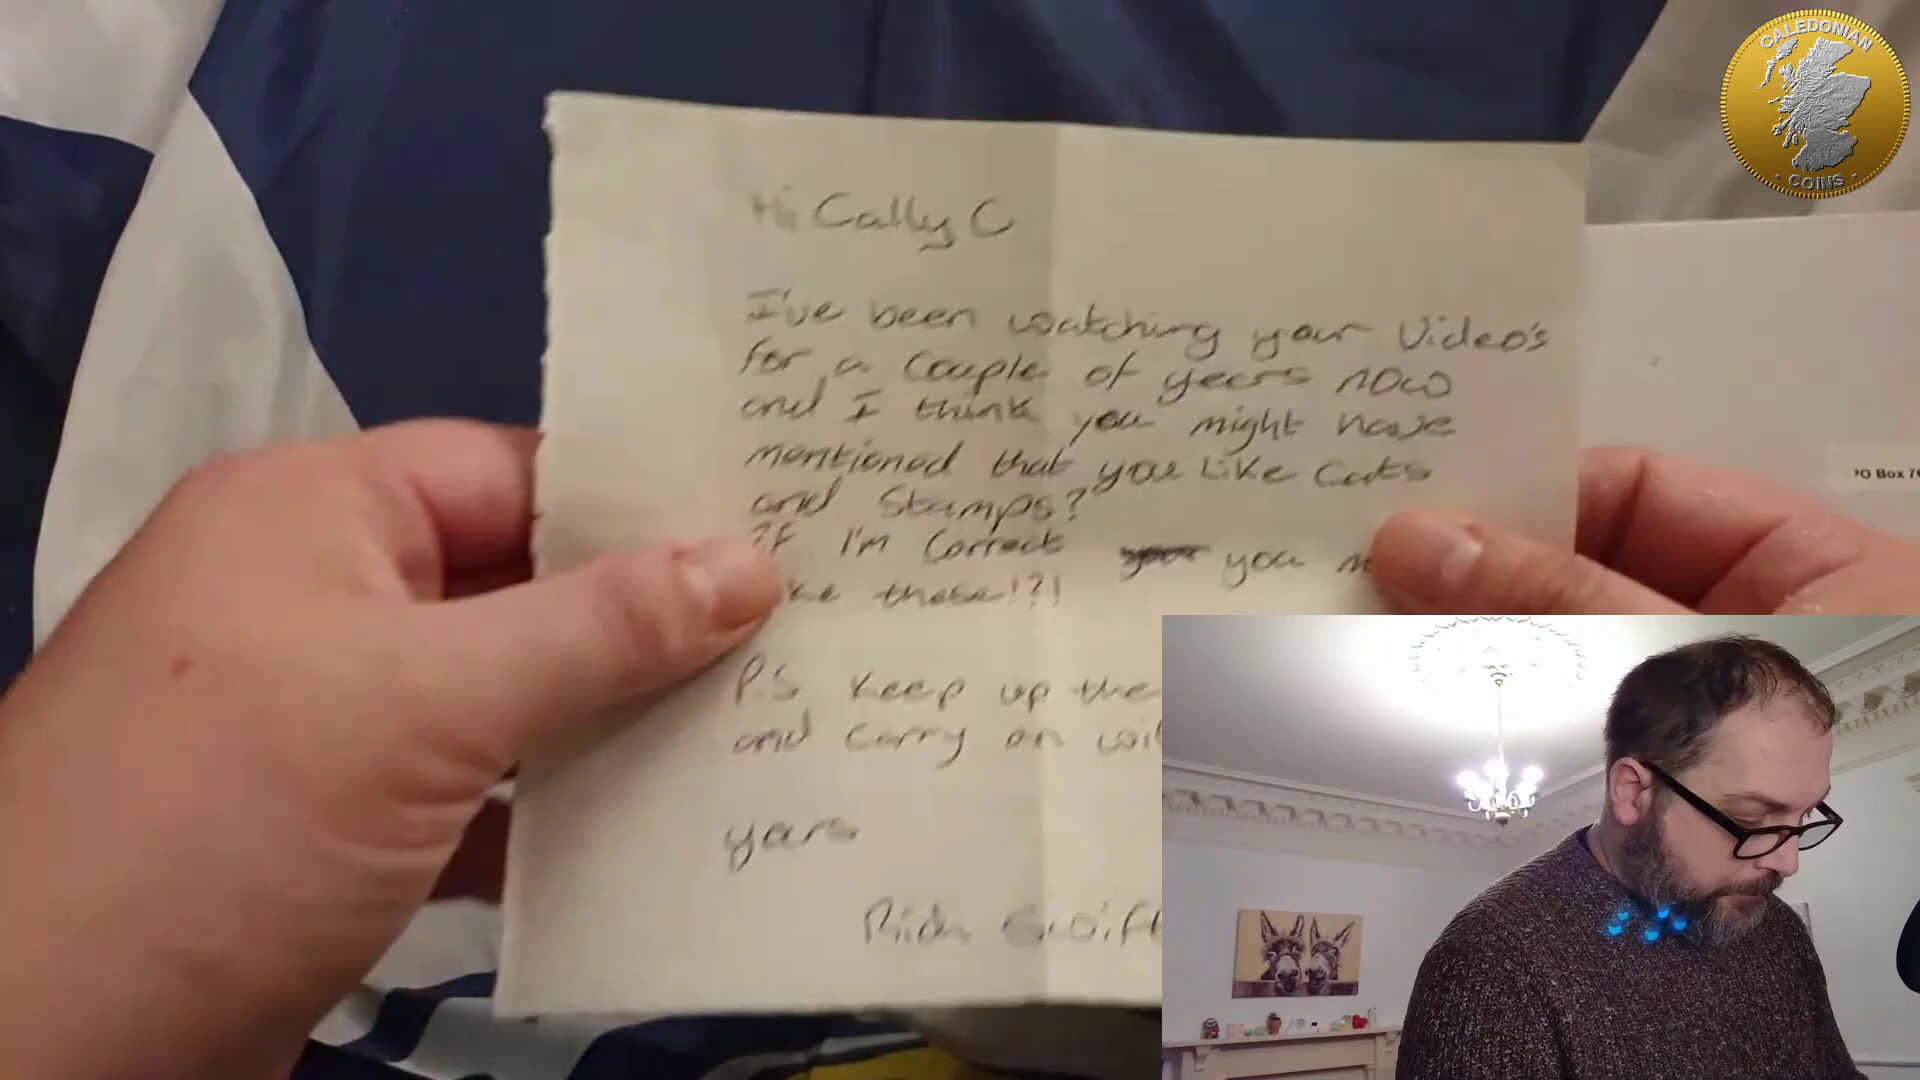 CALEDONIAN
- COINS -
Hi Cally C
I've been watching your Video's
for a Couple of years now
and I think you might have
mentioned that you Like Cats
and Stamps?
If I'm Correct you
these!?!
P.S Keep up the
and Carry on
yours
PO Box